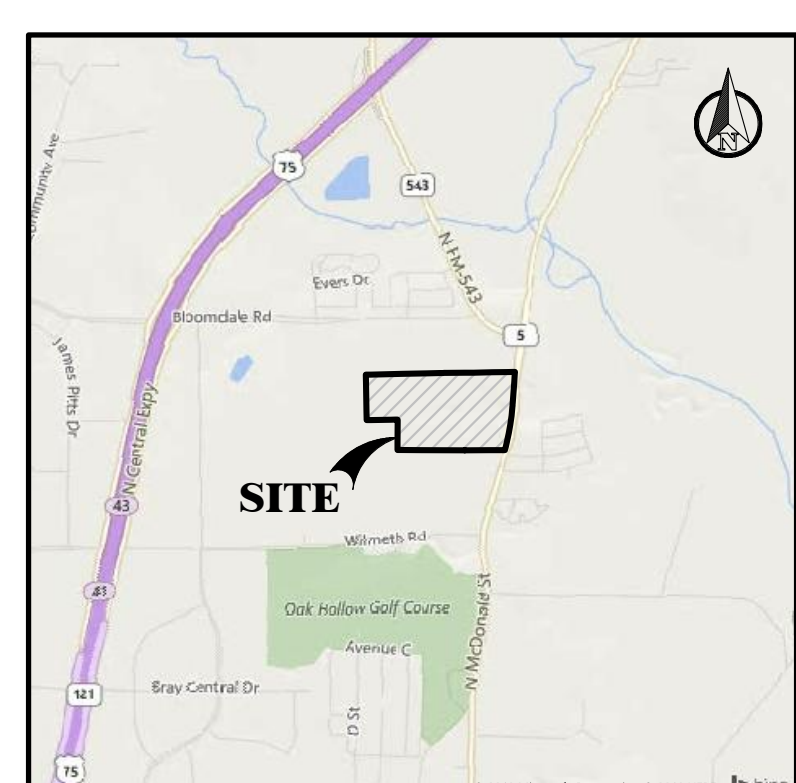 N
Community Ave
75
543
N FM-543
Evers Dr
Bloomdale Rd
5
James Pitts Dr
N Central Expy
SITE
43
Wilmeth Rd
41
Oak Hollow Golf Course
N McDonald St
Avenue C
121
Bray Central Dr
D St
75